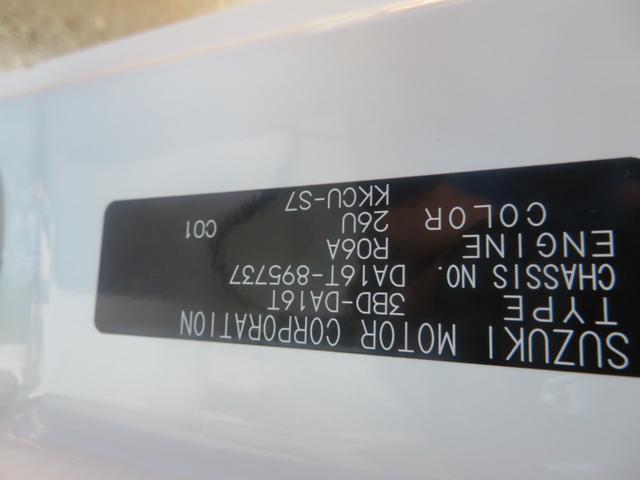 SUZUKI MOTOR CORPORATION
TYPE 3BD-DA16T
CHASSIS NO. DA16T-895737
ENGINE R06A
COLOR 26U C01
KKCU-S7